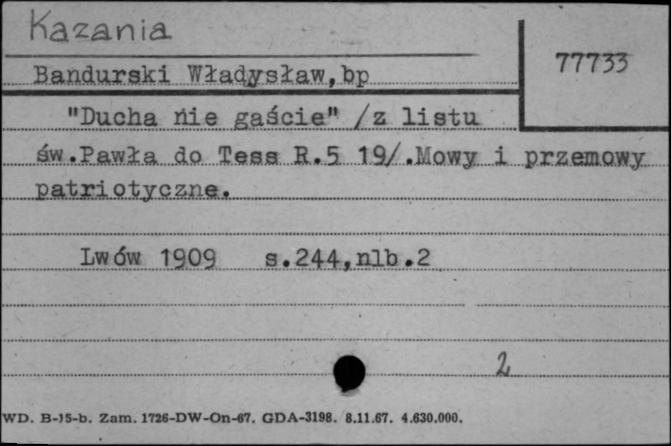 Kazania
77733
Bandurski Władysław,bp
"Ducha nie gaście" /z listu
św.Pawła do Tess R.5 19/.Mowy i przemowy
patriotyczne.
Lwów 1909 s.244,nlb.2
2
WD. B-15-b. Zam. 1726-DW-On-67. GDA-3198. 8.11.67. 4.630.000.